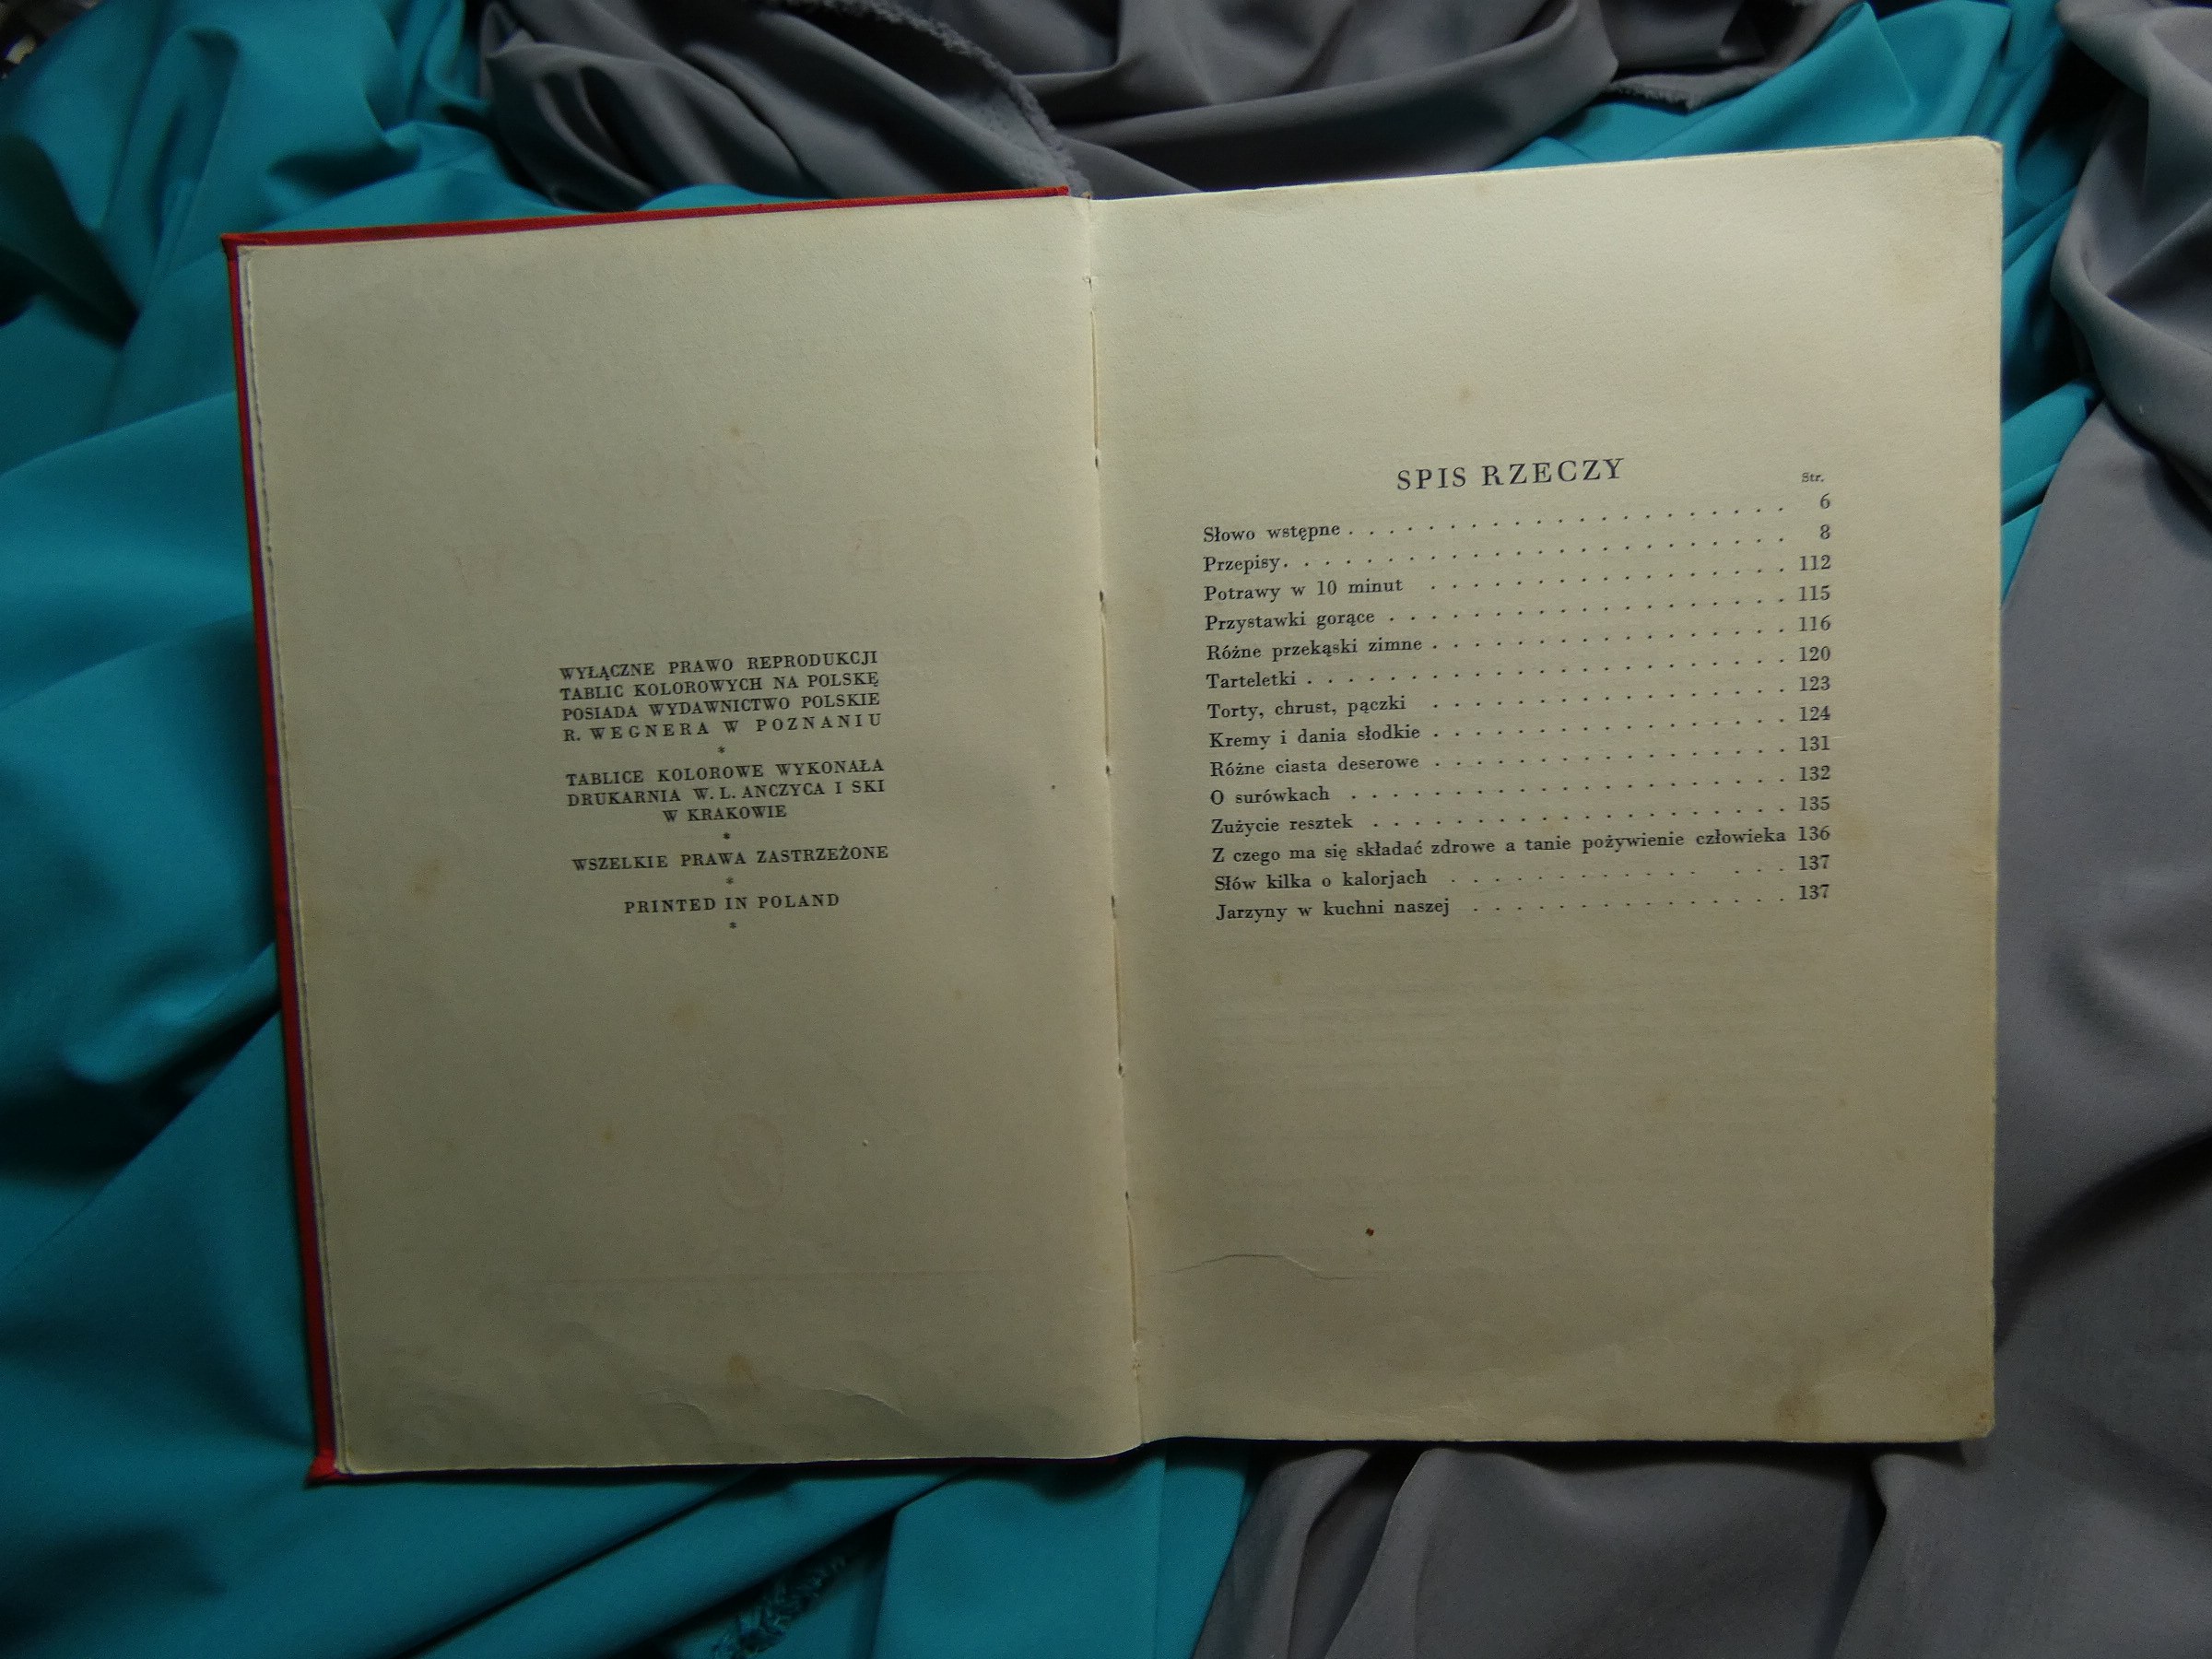 WYŁĄCZNE PRAWO REPRODUKCJI
TABLIC KOLOROWYCH NA POLSKĘ
POSIADA WYDAWNICTWO POLSKIE
R. WEGNERA W POZNANIU
*
TABLICE KOLOROWE WYKONAŁA
DRUKARNIA W. L. ANCZYCA I SKI
W KRAKOWIE
*
WSZELKIE PRAWA ZASTRZEŻONE
*
PRINTED IN POLAND
*
SPIS RZECZY
Str.
Słowo wstępne . . . . . . . . . . . . . . . . . . . . . 6
Przepisy . . . . . . . . . . . . . . . . . . . . . . . . 8
Potrawy w 10 minut . . . . . . . . . . . . . . . . . 112
Przystawki gorące . . . . . . . . . . . . . . . . . . 115
Różne przekąski zimne . . . . . . . . . . . . . . . . 116
Tarteletki . . . . . . . . . . . . . . . . . . . . . . 120
Torty, chrust, pączki . . . . . . . . . . . . . . . . 123
Kremy i dania słodkie . . . . . . . . . . . . . . . . 124
Różne ciasta deserowe . . . . . . . . . . . . . . . . 131
O surówkach . . . . . . . . . . . . . . . . . . . . 132
Zużycie resztek . . . . . . . . . . . . . . . . . . . 135
Z czego ma się składać zdrowe a tanie pożywienie człowieka 136
Słów kilka o kalorjach . . . . . . . . . . . . . . . 137
Jarzyny w kuchni naszej . . . . . . . . . . . . . . . 137